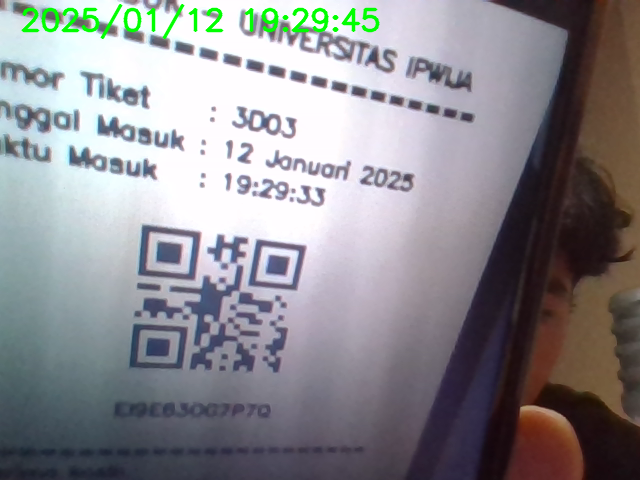 2025/01/12 19:29:45
UNIVERSITAS IPWIJA
mor Tiket : 3D03
nggal Masuk : 12 Januari 2025
ktu Masuk : 19:29:33